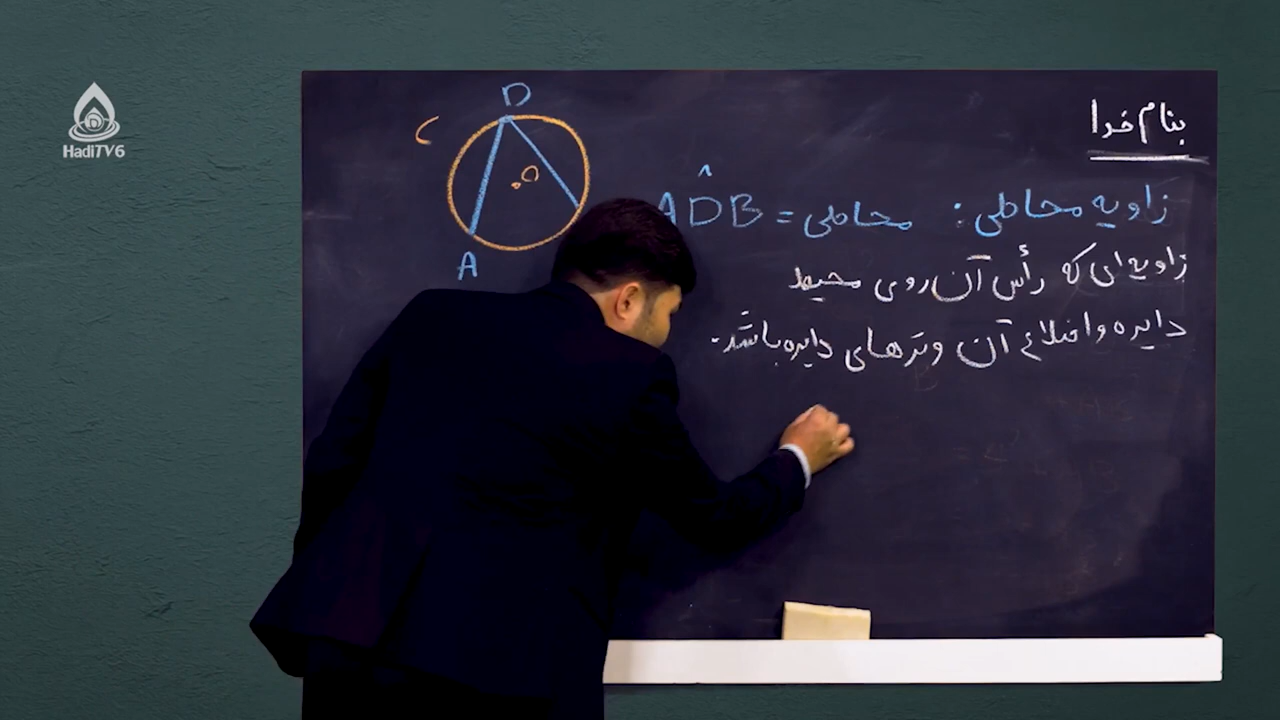 HadiTV6
بنام خدا
زاویه محاطی: محاطی = ADB̂
زاویه‌ای که رأس آن روی محیط
دایره و اضلاع آن وترهای دایره باشد.
D
C
O
A